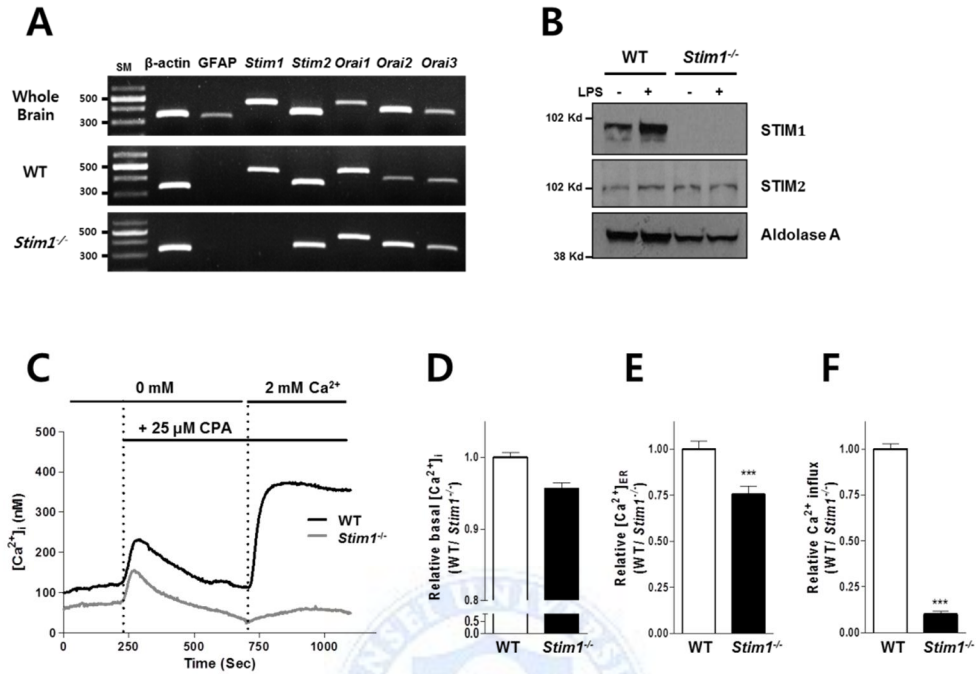 A
SM β-actin GFAP Stim1 Stim2 Orai1 Orai2 Orai3
Whole
Brain
500
300
WT
500
300
Stim1-/-
500
300
B
WT Stim1-/-
LPS - + - +
102 Kd STIM1
102 Kd STIM2
Aldolase A
38 Kd
C
0 mM 2 mM Ca2+
+ 25 µM CPA
500
400
300
200
100
0
[Ca2+]i (nM)
WT
Stim1-/-
0 250 500 750 1000
Time (Sec)
D
Relative basal [Ca2+]i
(WT/ Stim1-/-)
1.0
0.9
0.8
0.5
0.0
WT Stim1-/-
E
Relative [Ca2+]ER
(WT/ Stim1-/-)
1.00
0.75
0.50
0.25
0.00
***
WT Stim1-/-
F
Relative Ca2+ influx
(WT/ Stim1-/-)
1.00
0.75
0.50
0.25
0.00
***
WT Stim1-/-